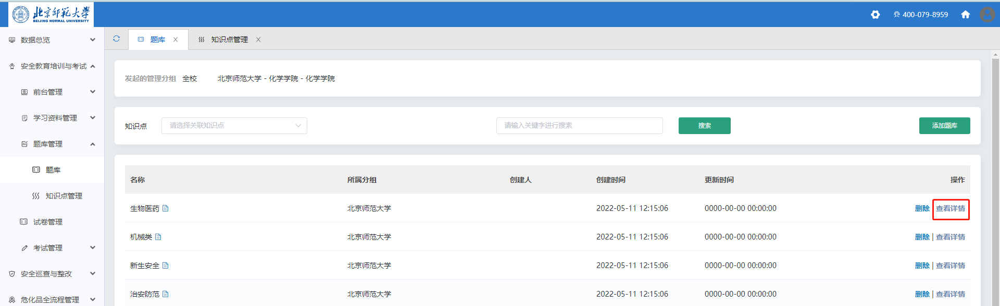 北京师范大学
BEIJING NORMAL UNIVERSITY
400-079-8959
数据总览
安全教育培训与考试
前台管理
学习资料管理
题库管理
题库
知识点管理
试卷管理
考试管理
安全巡查与整改
危化品全流程管理
题库
知识点管理
发起的管理分组 全校 北京师范大学 - 化学学院 - 化学学院
知识点 请选择关联知识点 请输入关键字进行搜索 搜索 添加题库
名称 所属分组 创建人 创建时间 更新时间 操作
生物医药 北京师范大学 2022-05-11 12:15:06 0000-00-00 00:00:00 删除 查看详情
机械类 北京师范大学 2022-05-11 12:15:06 0000-00-00 00:00:00 删除 | 查看详情
新生安全 北京师范大学 2022-05-11 12:15:06 0000-00-00 00:00:00 删除 | 查看详情
治安防范 北京师范大学 2022-05-11 12:15:06 0000-00-00 00:00:00 删除 | 查看详情